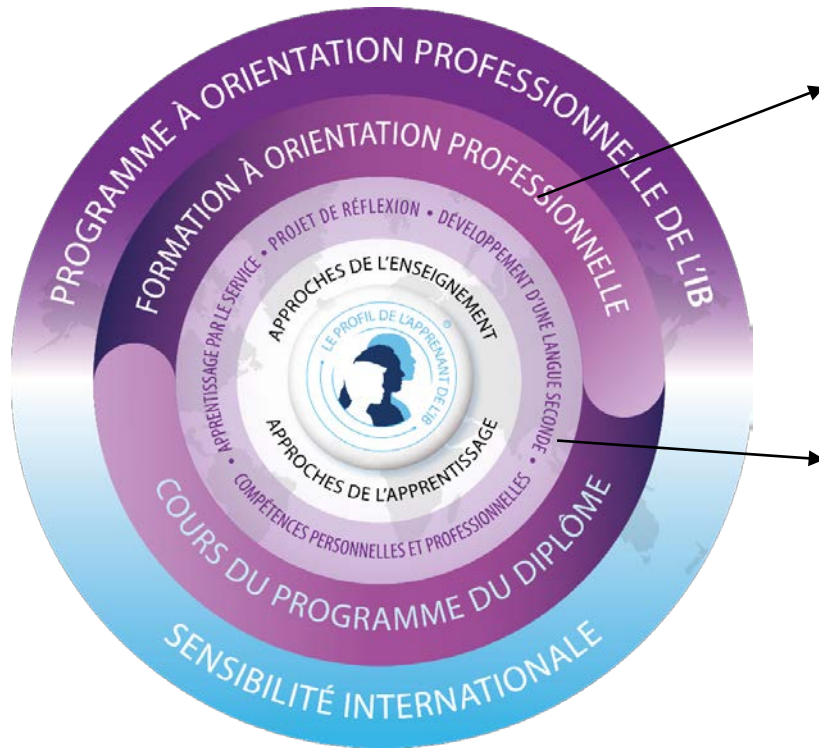 PROGRAMME À ORIENTATION PROFESSIONNELLE DE L'IB
FORMATION À ORIENTATION PROFESSIONNELLE
APPRENTISSAGE PAR LE SERVICE • PROJET DE RÉFLEXION • DÉVELOPPEMENT D'UNE LANGUE SECONDE •
APPROCHES DE L'ENSEIGNEMENT
LE PROFIL DE L'APPRENANT DE L'IB
®
APPROCHES DE L'APPRENTISSAGE
• COMPÉTENCES PERSONNELLES ET PROFESSIONNELLES
COURS DU PROGRAMME DU DIPLÔME
SENSIBILITÉ INTERNATIONALE